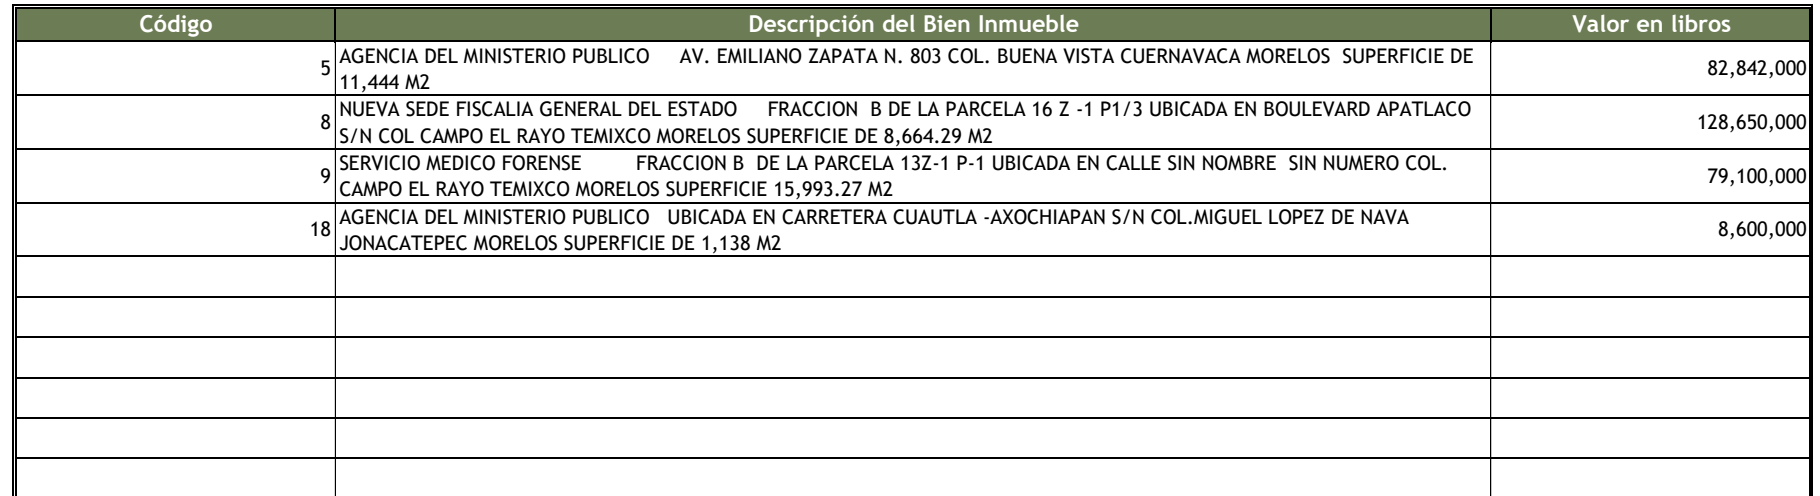 Código Descripción del Bien Inmueble Valor en libros
5 AGENCIA DEL MINISTERIO PUBLICO AV. EMILIANO ZAPATA N. 803 COL. BUENA VISTA CUERNAVACA MORELOS SUPERFICIE DE 82,842,000
11,444 M2
8 NUEVA SEDE FISCALIA GENERAL DEL ESTADO FRACCION B DE LA PARCELA 16 Z -1 P1/3 UBICADA EN BOULEVARD APATLACO 128,650,000
S/N COL CAMPO EL RAYO TEMIXCO MORELOS SUPERFICIE DE 8,664.29 M2
9 SERVICIO MEDICO FORENSE FRACCION B DE LA PARCELA 13Z-1 P-1 UBICADA EN CALLE SIN NOMBRE SIN NUMERO COL. 79,100,000
CAMPO EL RAYO TEMIXCO MORELOS SUPERFICIE 15,993.27 M2
18 AGENCIA DEL MINISTERIO PUBLICO UBICADA EN CARRETERA CUAUTLA -AXOCHIAPAN S/N COL.MIGUEL LOPEZ DE NAVA 8,600,000
JONACATEPEC MORELOS SUPERFICIE DE 1,138 M2